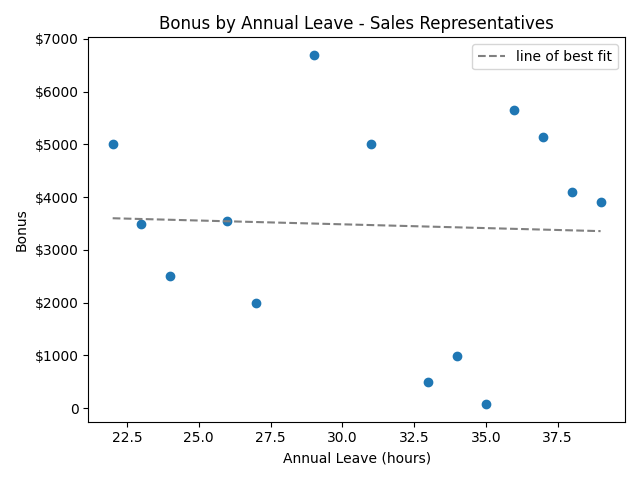 Bonus by Annual Leave - Sales Representatives
$7000
line of best fit
$6000
$5000
$4000
Bonus
$3000
$2000
$1000
0
22.5 25.0 27.5 30.0 32.5 35.0 37.5
Annual Leave (hours)